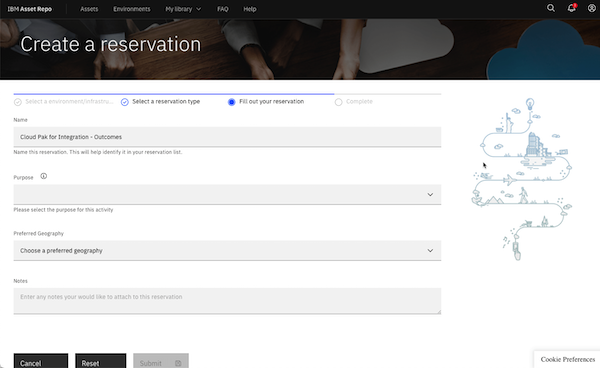 IBM Asset Repo Assets Environments My library FAQ Help
Create a reservation
Select a environment/infrastru... Select a reservation type Fill out your reservation Complete
Name
Cloud Pak for Integration - Outcomes
Name this reservation. This will help identify it in your reservation list.
Purpose
Please select the purpose for this activity
Preferred Geography
Choose a preferred geography
Notes
Enter any notes your would like to attach to this reservation
Cancel Reset Submit
Cookie Preferences